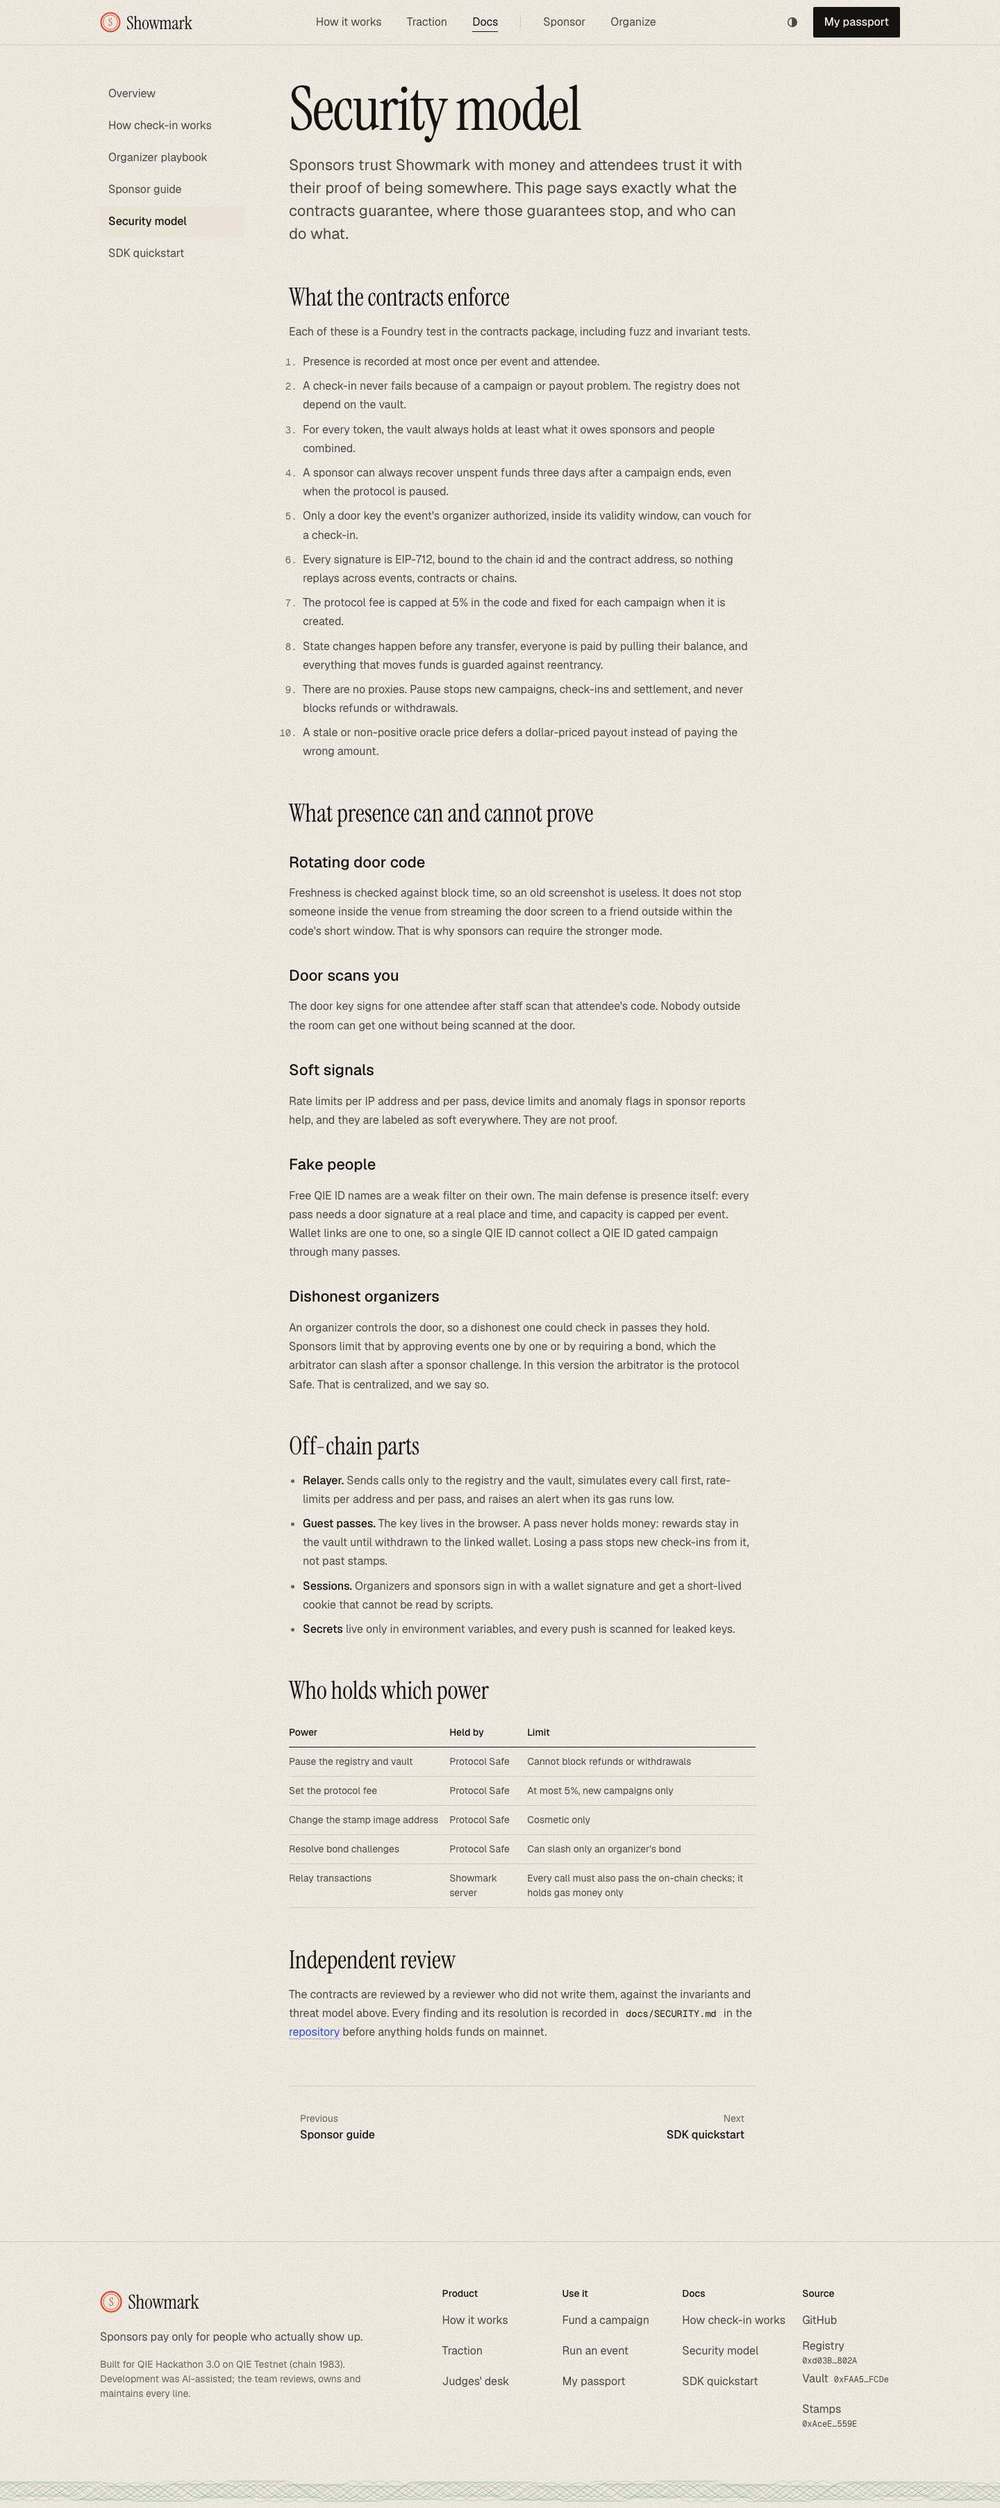 Showmark
How it works
Traction
Docs
Sponsor
Organize
My passport
Overview
How check-in works
Organizer playbook
Sponsor guide
Security model
SDK quickstart
Security model
Sponsors trust Showmark with money and attendees trust it with
their proof of being somewhere. This page says exactly what the
contracts guarantee, where those guarantees stop, and who can
do what.
What the contracts enforce
Each of these is a Foundry test in the contracts package, including fuzz and invariant tests.
1. Presence is recorded at most once per event and attendee.
2. A check-in never fails because of a campaign or payout problem. The registry does not
depend on the vault.
3. For every token, the vault always holds at least what it owes sponsors and people
combined.
4. A sponsor can always recover unspent funds three days after a campaign ends, even
when the protocol is paused.
5. Only a door key the event's organizer authorized, inside its validity window, can vouch for
a check-in.
6. Every signature is EIP-712, bound to the chain id and the contract address, so nothing
replays across events, contracts or chains.
7. The protocol fee is capped at 5% in the code and fixed for each campaign when it is
created.
8. State changes happen before any transfer, everyone is paid by pulling their balance, and
everything that moves funds is guarded against reentrancy.
9. There are no proxies. Pause stops new campaigns, check-ins and settlement, and never
blocks refunds or withdrawals.
10. A stale or non-positive oracle price defers a dollar-priced payout instead of paying the
wrong amount.
What presence can and cannot prove
Rotating door code
Freshness is checked against block time, so an old screenshot is useless. It does not stop
someone inside the venue from streaming the door screen to a friend outside within the
code's short window. That is why sponsors can require the stronger mode.
Door scans you
The door key signs for one attendee after staff scan that attendee's code. Nobody outside
the room can get one without being scanned at the door.
Soft signals
Rate limits per IP address and per pass, device limits and anomaly flags in sponsor reports
help, and they are labeled as soft everywhere. They are not proof.
Fake people
Free QIE ID names are a weak filter on their own. The main defense is presence itself: every
pass needs a door signature at a real place and time, and capacity is capped per event.
Wallet links are one to one, so a single QIE ID cannot collect a QIE ID gated campaign
through many passes.
Dishonest organizers
An organizer controls the door, so a dishonest one could check in passes they hold.
Sponsors limit that by approving events one by one or by requiring a bond, which the
arbitrator can slash after a sponsor challenge. In this version the arbitrator is the protocol
Safe. That is centralized, and we say so.
Off-chain parts
• Relayer. Sends calls only to the registry and the vault, simulates every call first, rate-
limits per address and per pass, and raises an alert when its gas runs low.
• Guest passes. The key lives in the browser. A pass never holds money: rewards stay in
the vault until withdrawn to the linked wallet. Losing a pass stops new check-ins from it,
not past stamps.
• Sessions. Organizers and sponsors sign in with a wallet signature and get a short-lived
cookie that cannot be read by scripts.
• Secrets live only in environment variables, and every push is scanned for leaked keys.
Who holds which power
Power Held by Limit
Pause the registry and vault Protocol Safe Cannot block refunds or withdrawals
Set the protocol fee Protocol Safe At most 5%, new campaigns only
Change the stamp image address Protocol Safe Cosmetic only
Resolve bond challenges Protocol Safe Can slash only an organizer's bond
Relay transactions Showmark Every call must also pass the on-chain checks; it
server holds gas money only
Independent review
The contracts are reviewed by a reviewer who did not write them, against the invariants and
threat model above. Every finding and its resolution is recorded in docs/SECURITY.md in the
repository before anything holds funds on mainnet.
Previous
Sponsor guide
Next
SDK quickstart
Showmark
Sponsors pay only for people who actually show up.
Built for QIE Hackathon 3.0 on QIE Testnet (chain 1983).
Development was AI-assisted; the team reviews, owns and
maintains every line.
Product
How it works
Traction
Judges' desk
Use it
Fund a campaign
Run an event
My passport
Docs
How check-in works
Security model
SDK quickstart
Source
GitHub
Registry
0xd03B…B02A
Vault 0xFAA5…FCDe
Stamps
0xAceE…559E